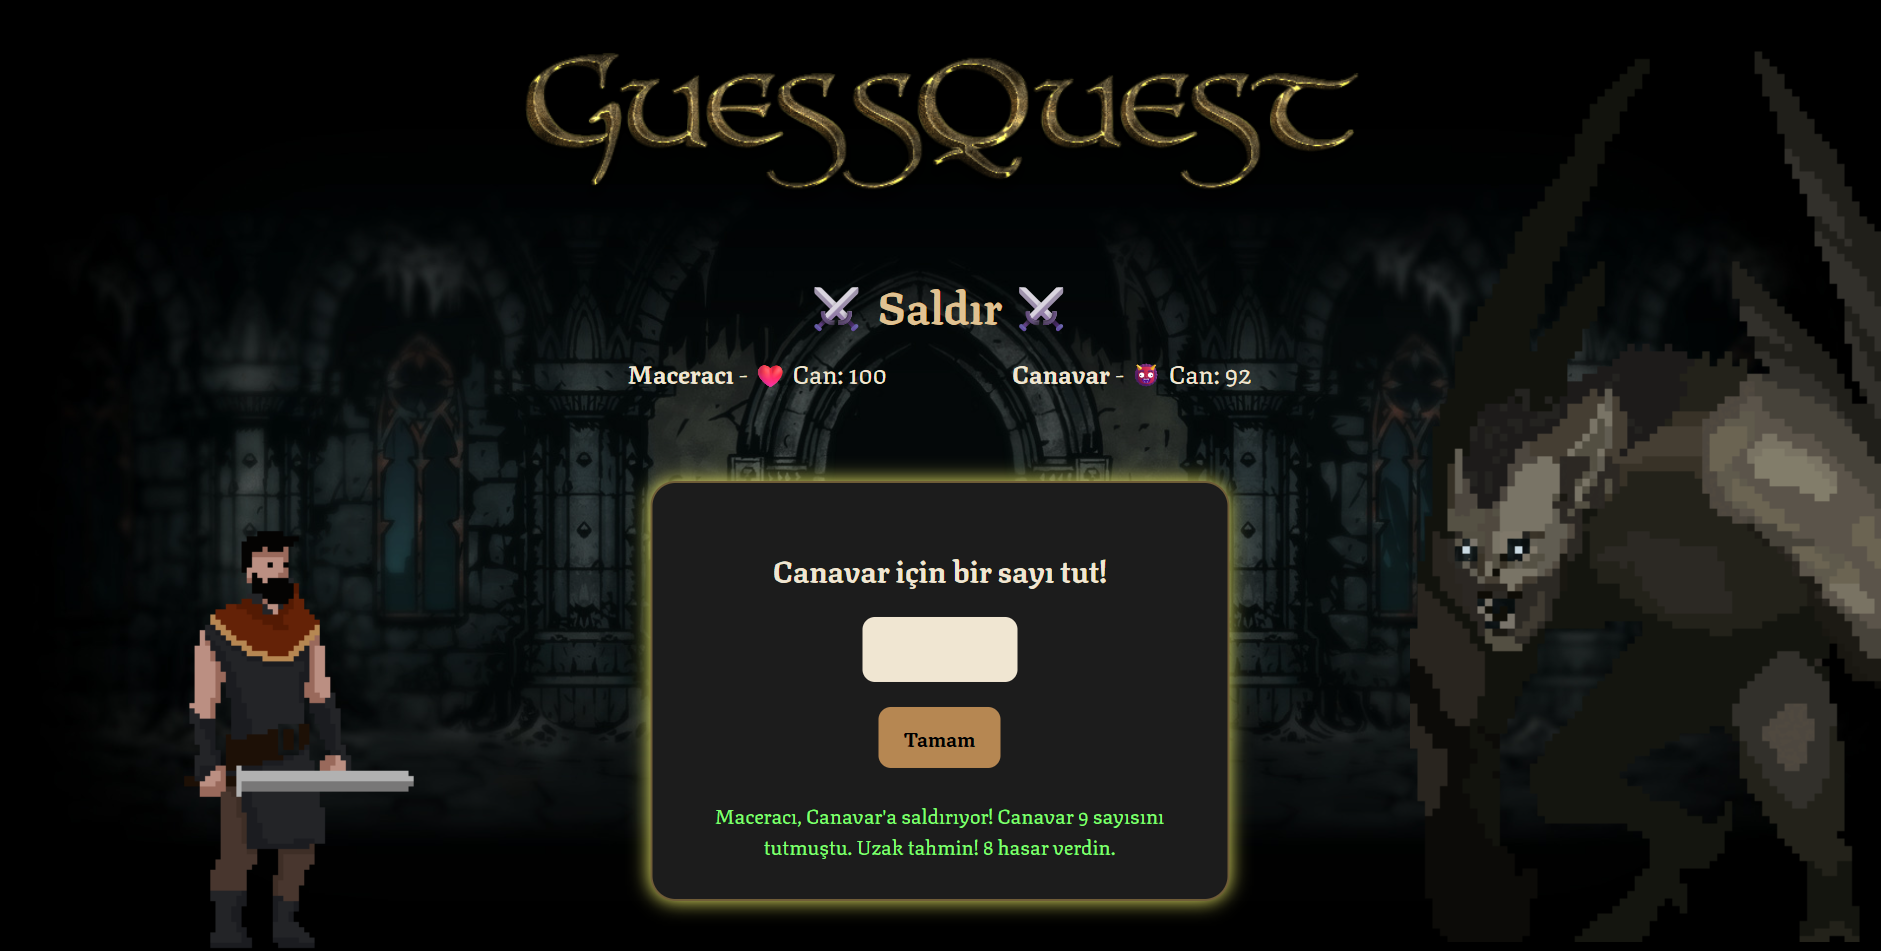 GuessQuest
⚔️ Saldır ⚔️
Maceracı - ❤️ Can: 100
Canavar - 👿 Can: 92
Canavar için bir sayı tut!
Tamam
Maceracı, Canavar'a saldırıyor! Canavar 9 sayısını
tutmuştu. Uzak tahmin! 8 hasar verdin.